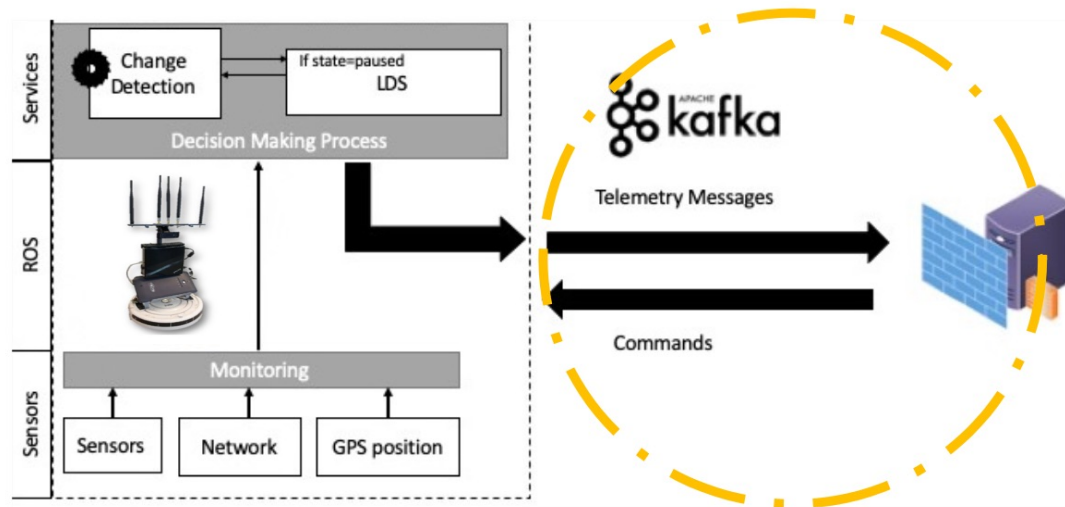 Services
Change
Detection
If state=paused
LDS
Decision Making Process
APACHE
kafka
Telemetry Messages
ROS
Commands
Monitoring
Sensors
Sensors
Network
GPS position